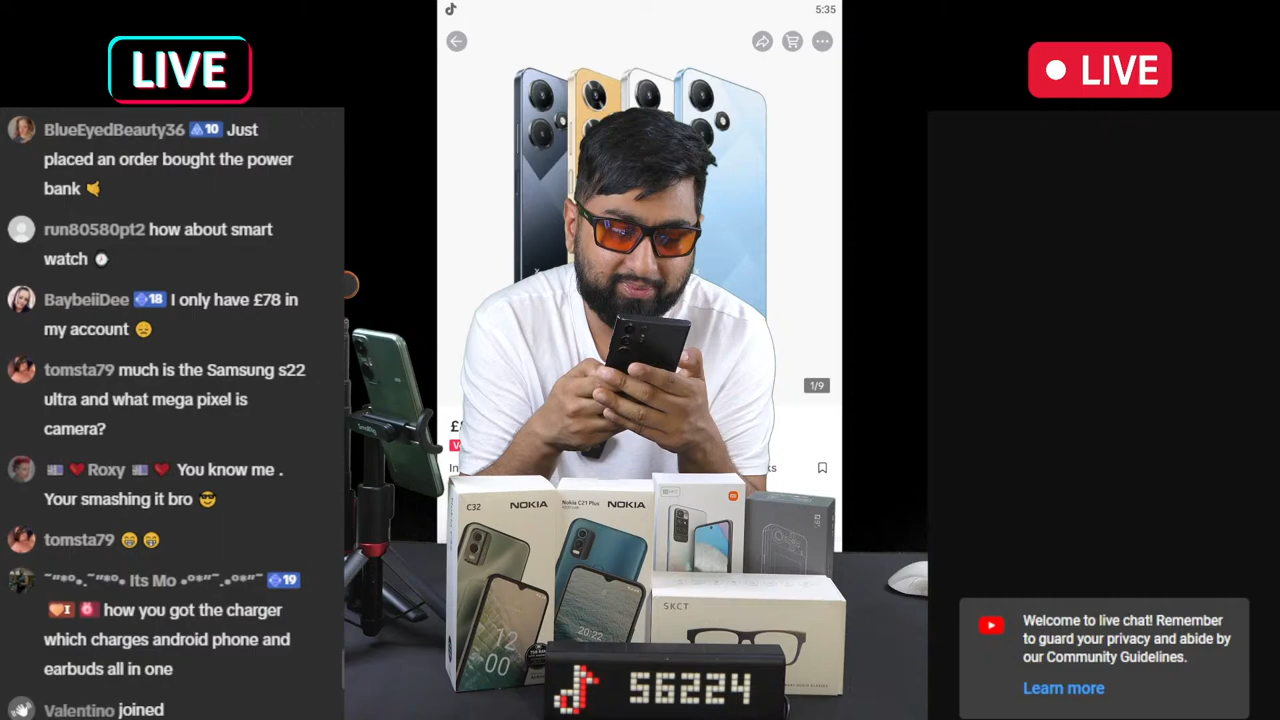 LIVE
BlueEyedBeauty36 10 Just
placed an order bought the power
bank 🤙
run80580pt2 how about smart
watch ⌚
BaybeiiDee 18 I only have £78 in
my account 😞
tomsta79 much is the Samsung s22
ultra and what mega pixel is
camera?
Roxy You know me .
Your smashing it bro 😎
tomsta79 😁 😁
Its Mo 19
how you got the charger
which charges android phone and
earbuds all in one
Valentino joined
5:35
1/9
C32 NOKIA
Nokia C21 Plus NOKIA
12
00
20:22
SKCT
56224
LIVE
Welcome to live chat! Remember
to guard your privacy and abide by
our Community Guidelines.
Learn more